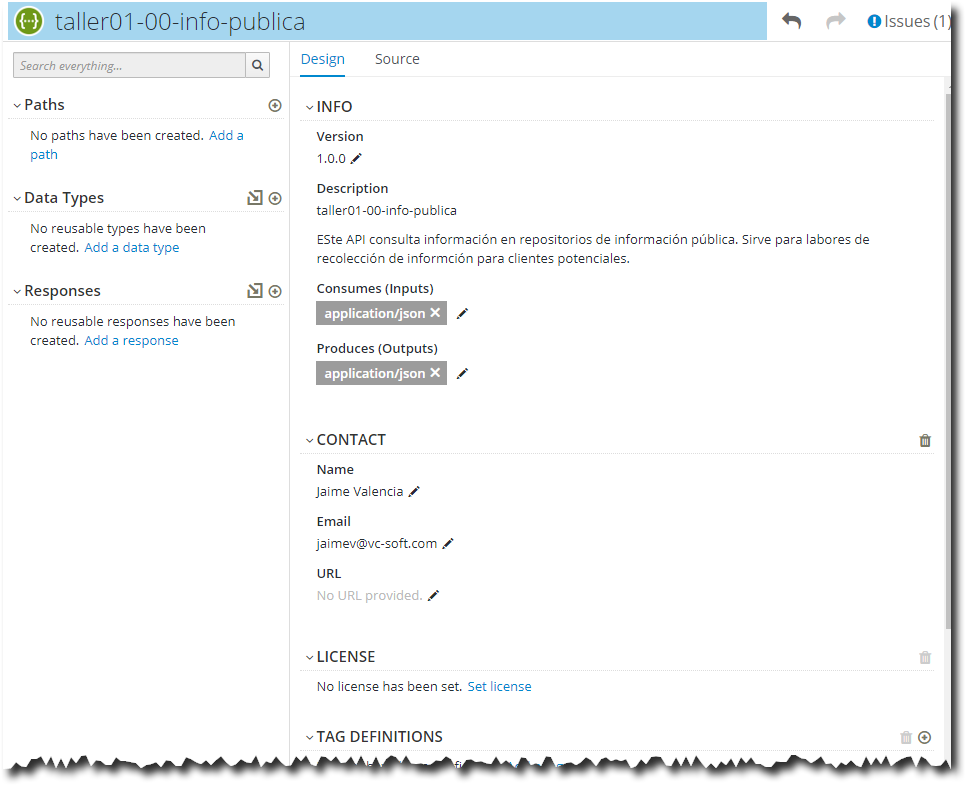 taller01-00-info-publica
Issues (1)
Search everything...
Paths
No paths have been created. Add a
path
Data Types
No reusable types have been
created. Add a data type
Responses
No reusable responses have been
created. Add a response
Design
Source
INFO
Version
1.0.0
Description
taller01-00-info-publica
ESte API consulta información en repositorios de información pública. Sirve para labores de
recolección de informción para clientes potenciales.
Consumes (Inputs)
application/json
Produces (Outputs)
application/json
CONTACT
Name
Jaime Valencia
Email
jaimev@vc-soft.com
URL
No URL provided.
LICENSE
No license has been set. Set license
TAG DEFINITIONS